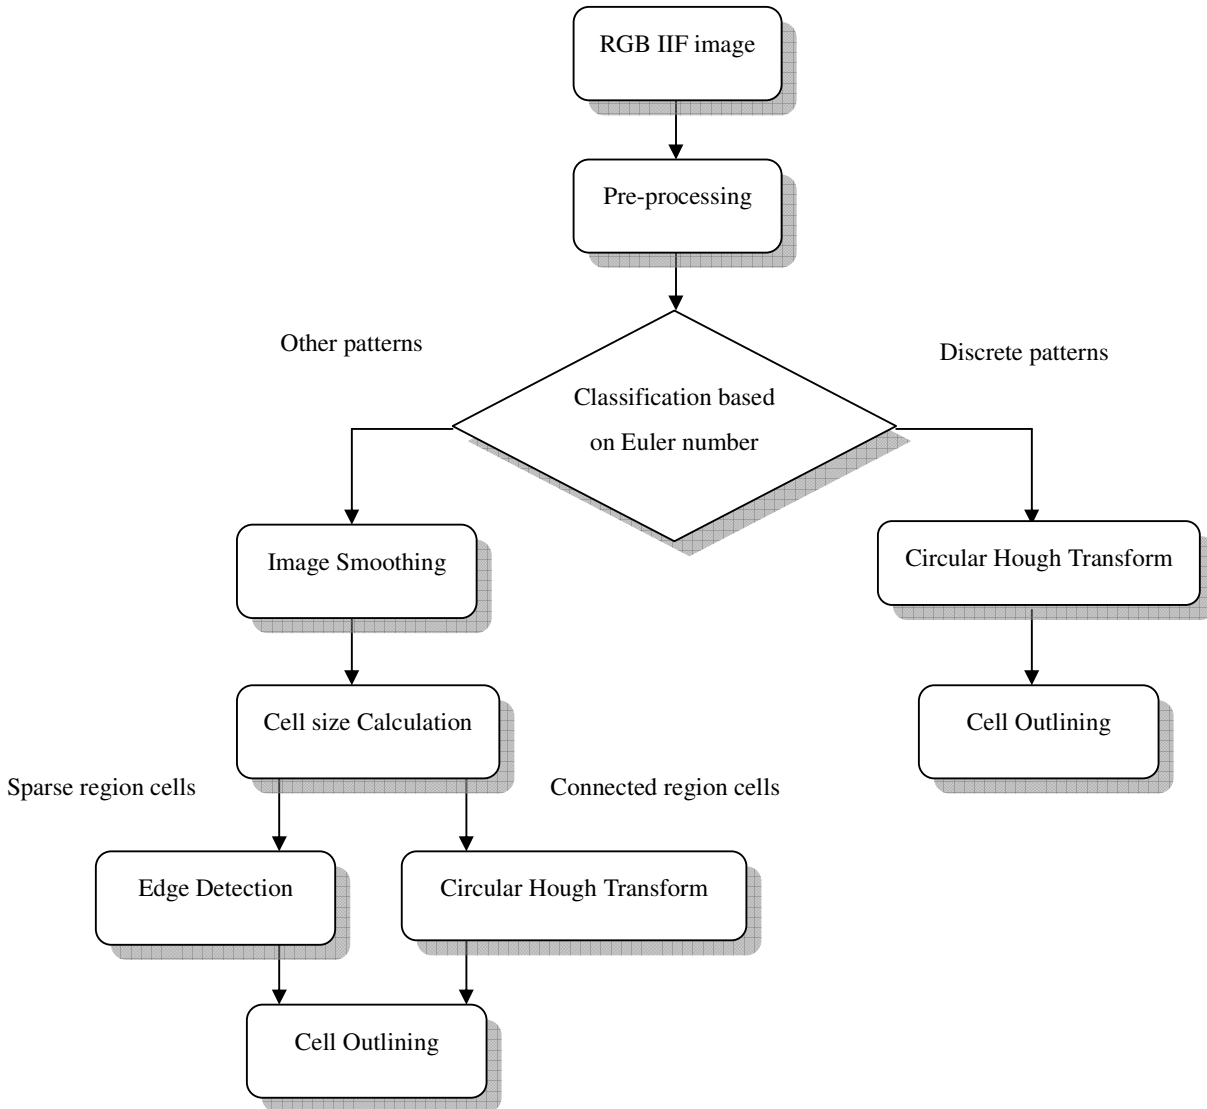 RGB IIF image
Pre-processing
Other patterns
Discrete patterns
Classification based
on Euler number
Image Smoothing
Circular Hough Transform
Cell size Calculation
Cell Outlining
Sparse region cells
Connected region cells
Edge Detection
Circular Hough Transform
Cell Outlining